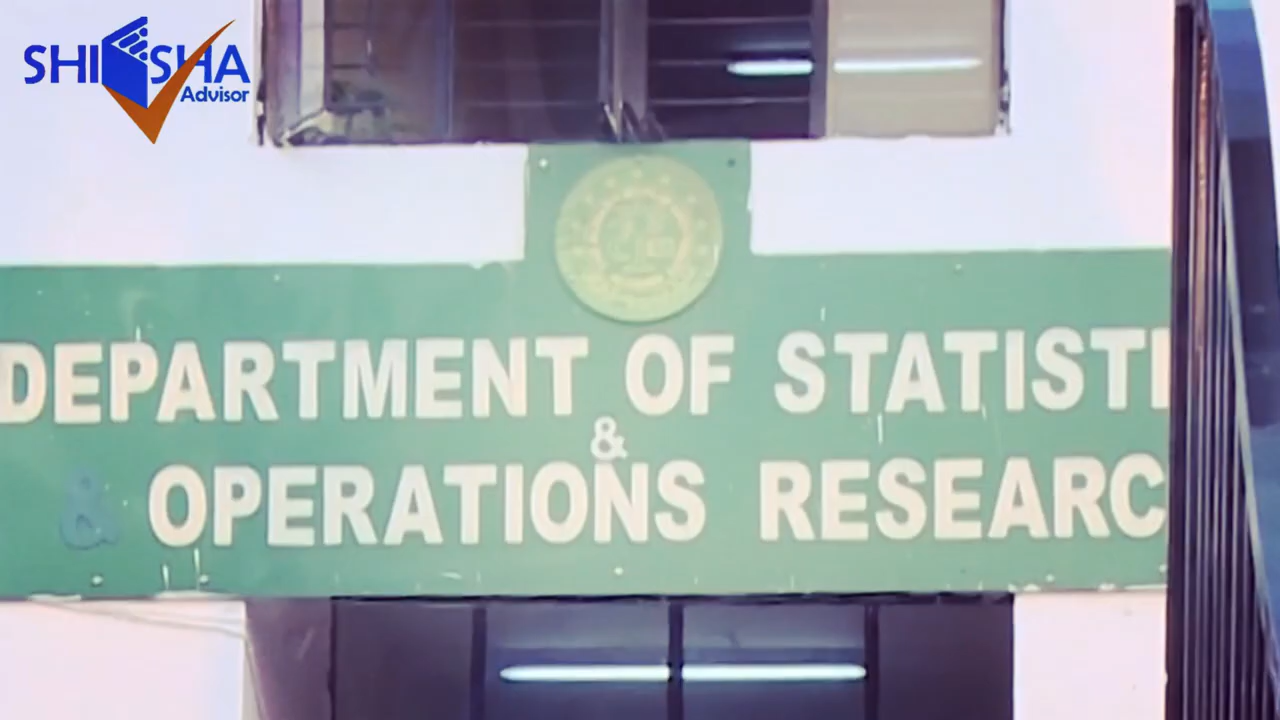 SHIKSHA
Advisor
DEPARTMENT OF STATISTI
&
& OPERATIONS RESEARC